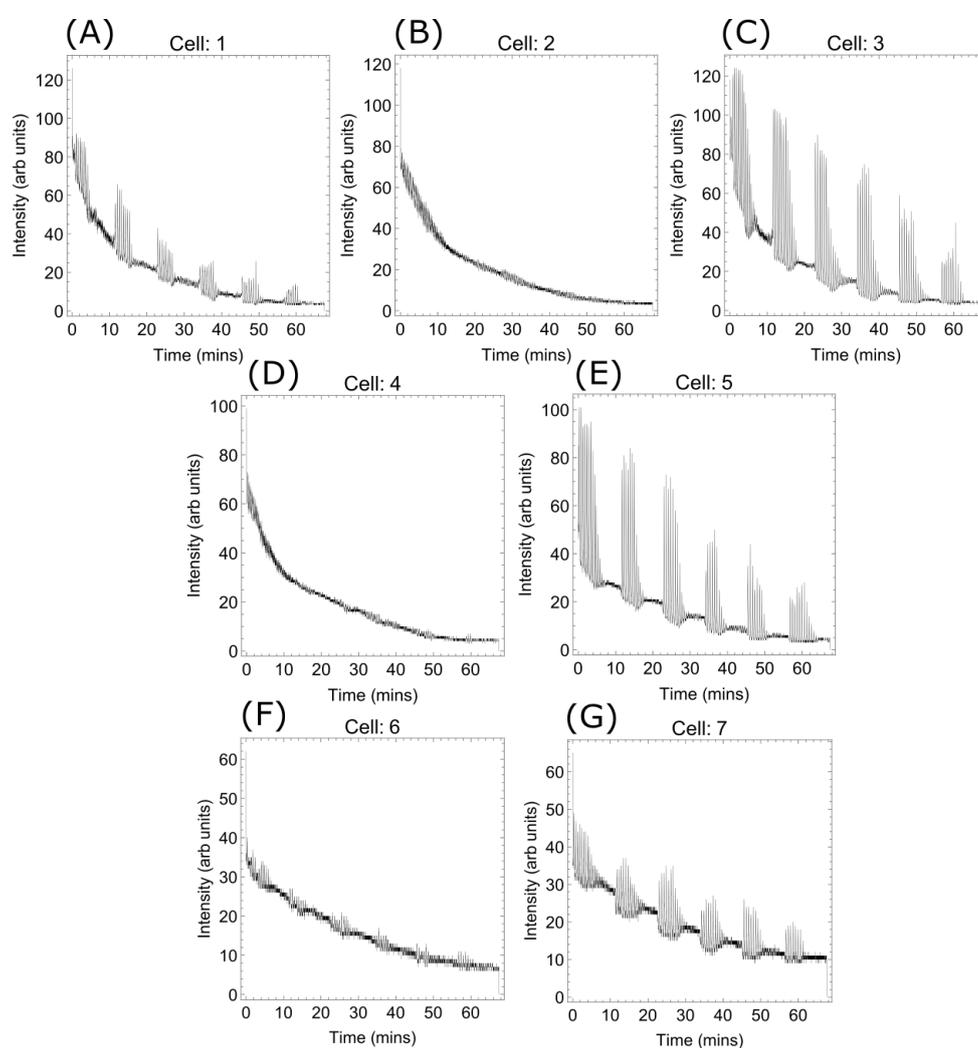 (A)
Cell: 1
Intensity (arb units)
120
100
80
60
40
20
0
0 10 20 30 40 50 60
Time (mins)
(B)
Cell: 2
Intensity (arb units)
120
100
80
60
40
20
0
0 10 20 30 40 50 60
Time (mins)
(C)
Cell: 3
Intensity (arb units)
120
100
80
60
40
20
0
0 10 20 30 40 50 60
Time (mins)
(D)
Cell: 4
Intensity (arb units)
100
80
60
40
20
0
0 10 20 30 40 50 60
Time (mins)
(E)
Cell: 5
Intensity (arb units)
100
80
60
40
20
0
0 10 20 30 40 50 60
Time (mins)
(F)
Cell: 6
Intensity (arb units)
60
50
40
30
20
10
0
0 10 20 30 40 50 60
Time (mins)
(G)
Cell: 7
Intensity (arb units)
60
50
40
30
20
10
0
0 10 20 30 40 50 60
Time (mins)